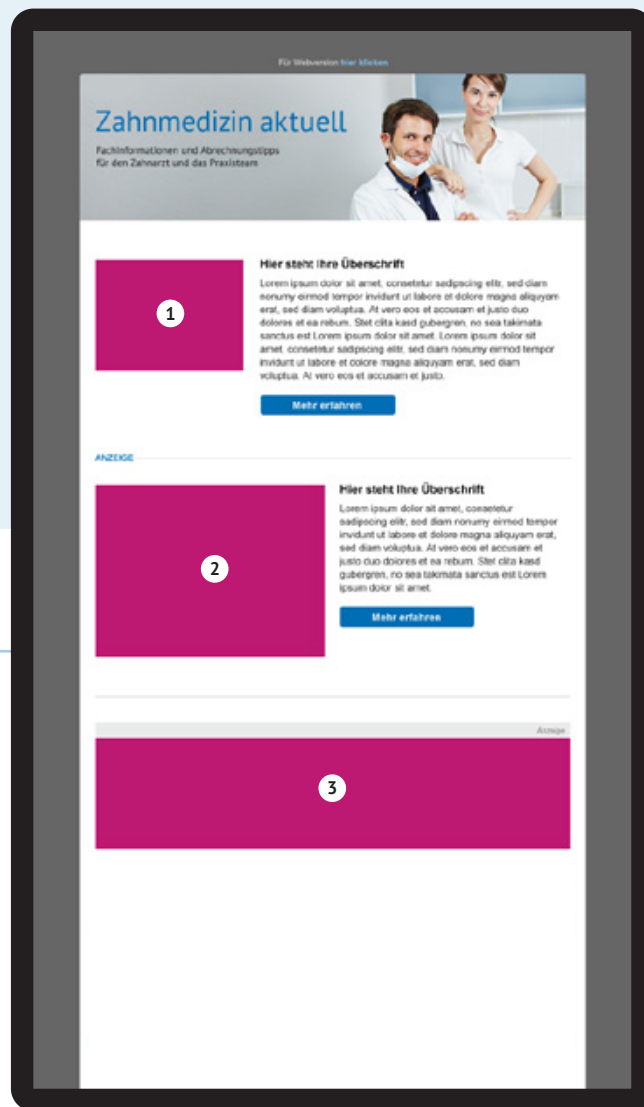 Für Webversion hier klicken
Zahnmedizin aktuell
Fachinformationen und Abrechnungstipps
für den Zahnarzt und das Praxisteam
Hier steht Ihre Überschrift
Lorem ipsum dolor sit amet, consetetur sadipscing elitr, sed diam
nonumy eirmod tempor invidunt ut labore et dolore magna aliquyam
erat, sed diam voluptua. At vero eos et accusam et justo duo
dolores et ea rebum. Stet clita kasd gubergren, no sea takimata
sanctus est Lorem ipsum dolor sit amet. Lorem ipsum dolor sit
amet, consetetur sadipscing elitr, sed diam nonumy eirmod tempor
invidunt ut labore et dolore magna aliquyam erat, sed diam
voluptua. At vero eos et accusam et justo.
1
Mehr erfahren
ANZEIGE
Hier steht Ihre Überschrift
Lorem ipsum dolor sit amet, consetetur
sadipscing elitr, sed diam nonumy eirmod tempor
invidunt ut labore et dolore magna aliquyam erat,
sed diam voluptua. At vero eos et accusam et
justo duo dolores et ea rebum. Stet clita kasd
gubergren, no sea takimata sanctus est Lorem
ipsum dolor sit amet.
2
Mehr erfahren
Anzeige
3